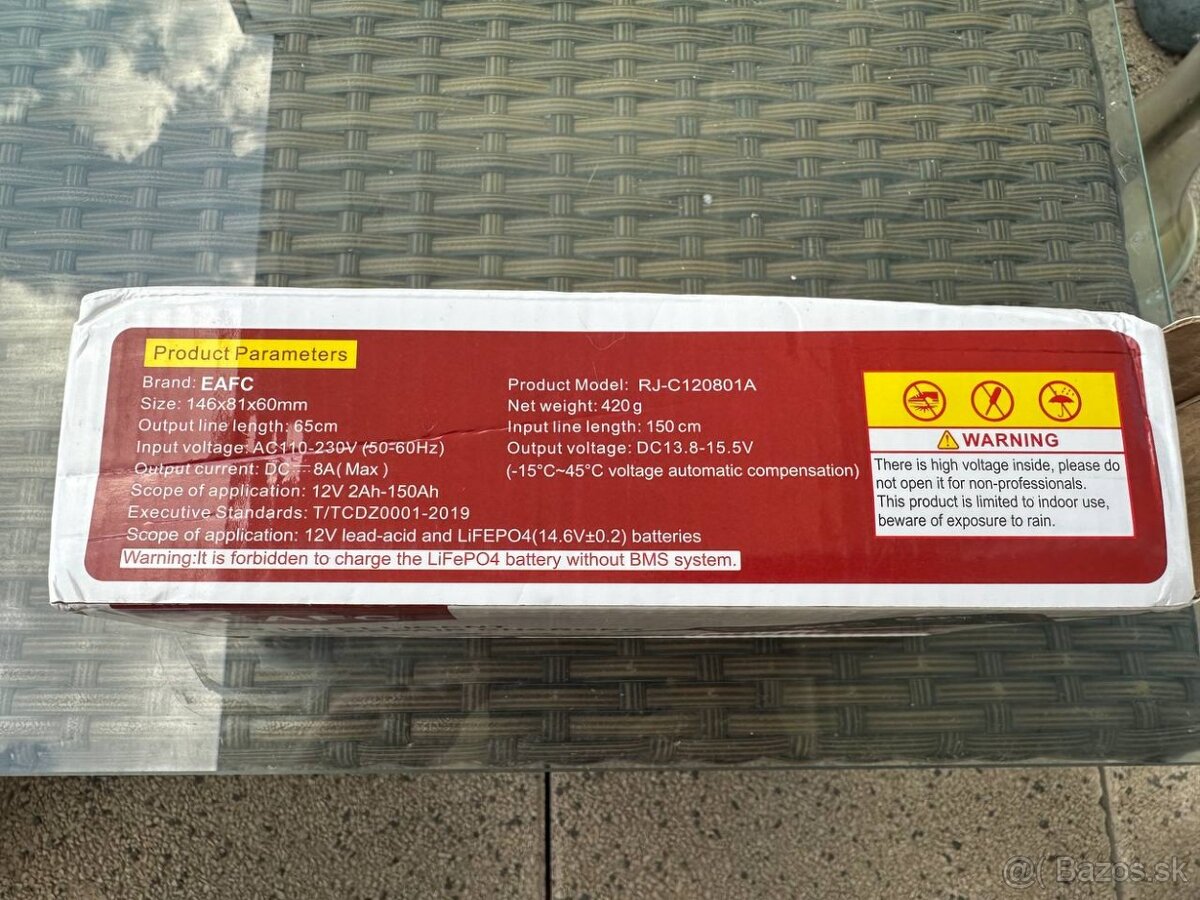 Product Parameters
Brand: EAFC
Size: 146x81x60mm
Output line length: 65cm
Input voltage: AC110-230V (50-60Hz)
Output current: DC⎓8A( Max )
Scope of application: 12V 2Ah-150Ah
Executive Standards: T/TCDZ0001-2019
Scope of application: 12V lead-acid and LiFEPO4(14.6V±0.2) batteries
Warning:It is forbidden to charge the LiFePO4 battery without BMS system.
Product Model: RJ-C120801A
Net weight: 420g
Input line length: 150 cm
Output voltage: DC13.8-15.5V
(-15°C~45°C voltage automatic compensation)
WARNING
There is high voltage inside, please do
not open it for non-professionals.
This product is limited to indoor use,
beware of exposure to rain.
Bazos.sk